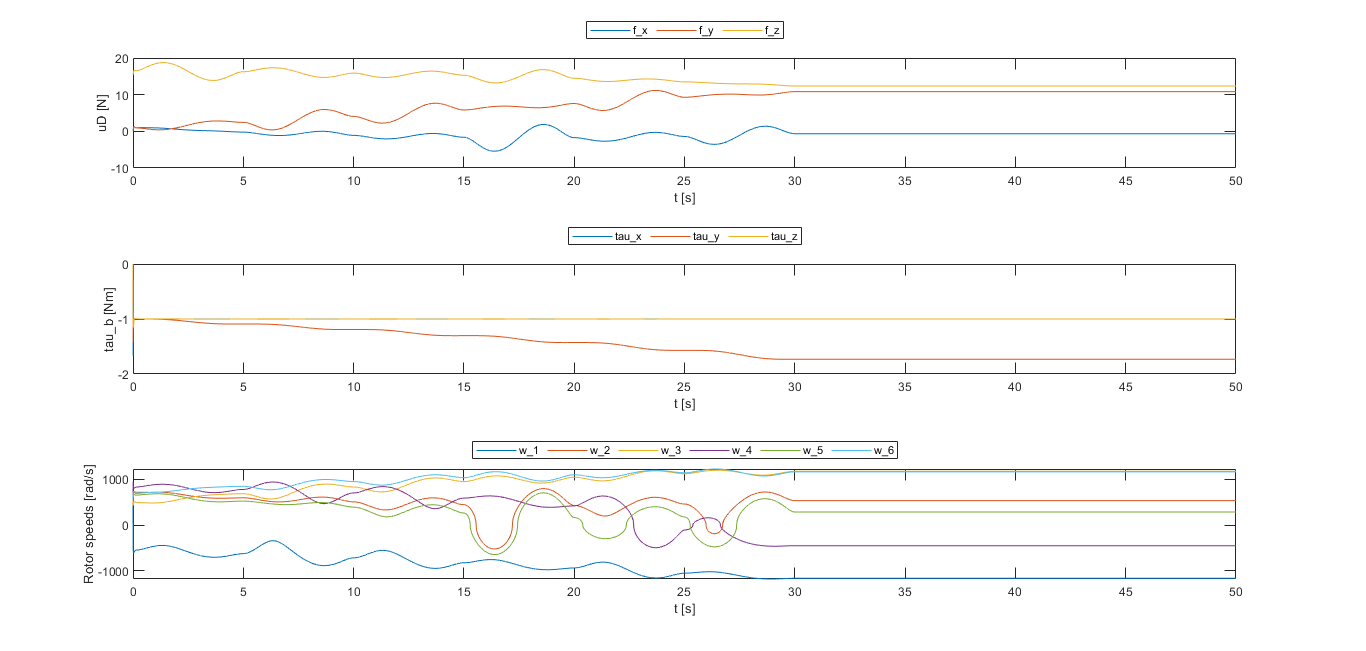 f_x f_y f_z
20
10
0
-10
uD [N]
0 5 10 15 20 25 30 35 40 45 50
t [s]
tau_x tau_y tau_z
0
-1
-2
tau_b [Nm]
0 5 10 15 20 25 30 35 40 45 50
t [s]
w_1 w_2 w_3 w_4 w_5 w_6
1000
0
-1000
Rotor speeds [rad/s]
0 5 10 15 20 25 30 35 40 45 50
t [s]